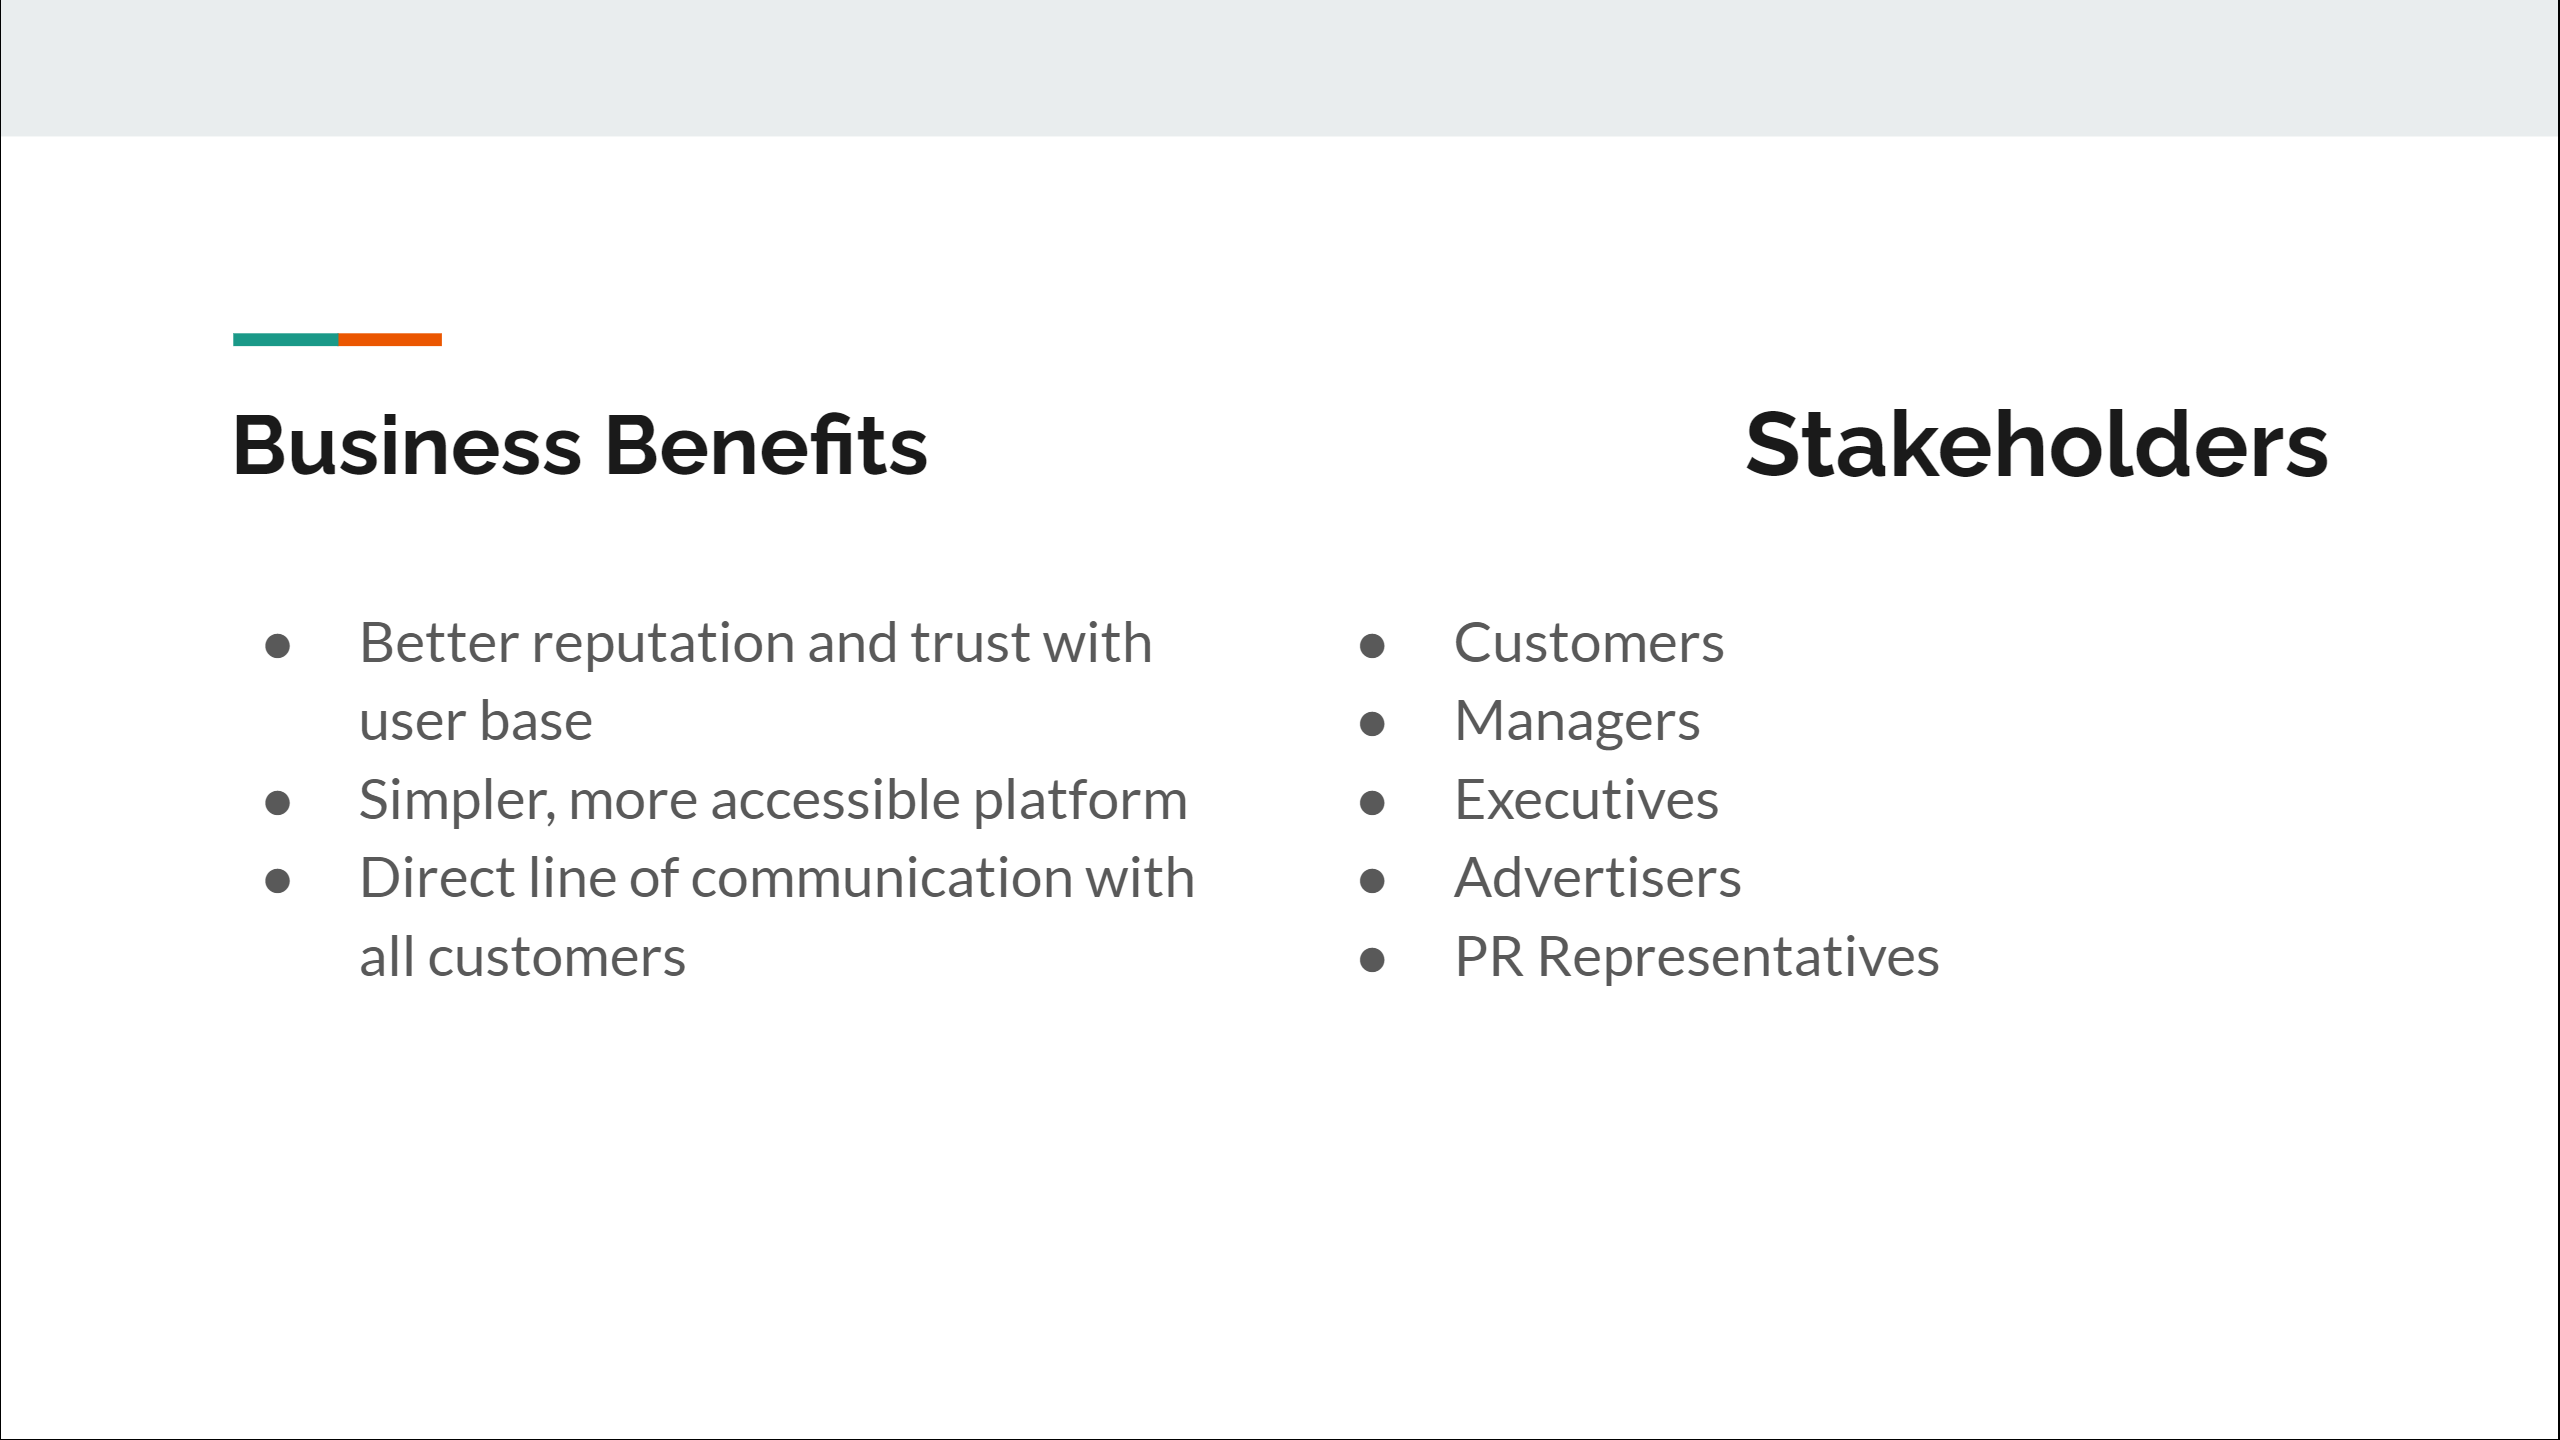 Business Benefits
Stakeholders
● Better reputation and trust with
user base
● Simpler, more accessible platform
● Direct line of communication with
all customers
● Customers
● Managers
● Executives
● Advertisers
● PR Representatives